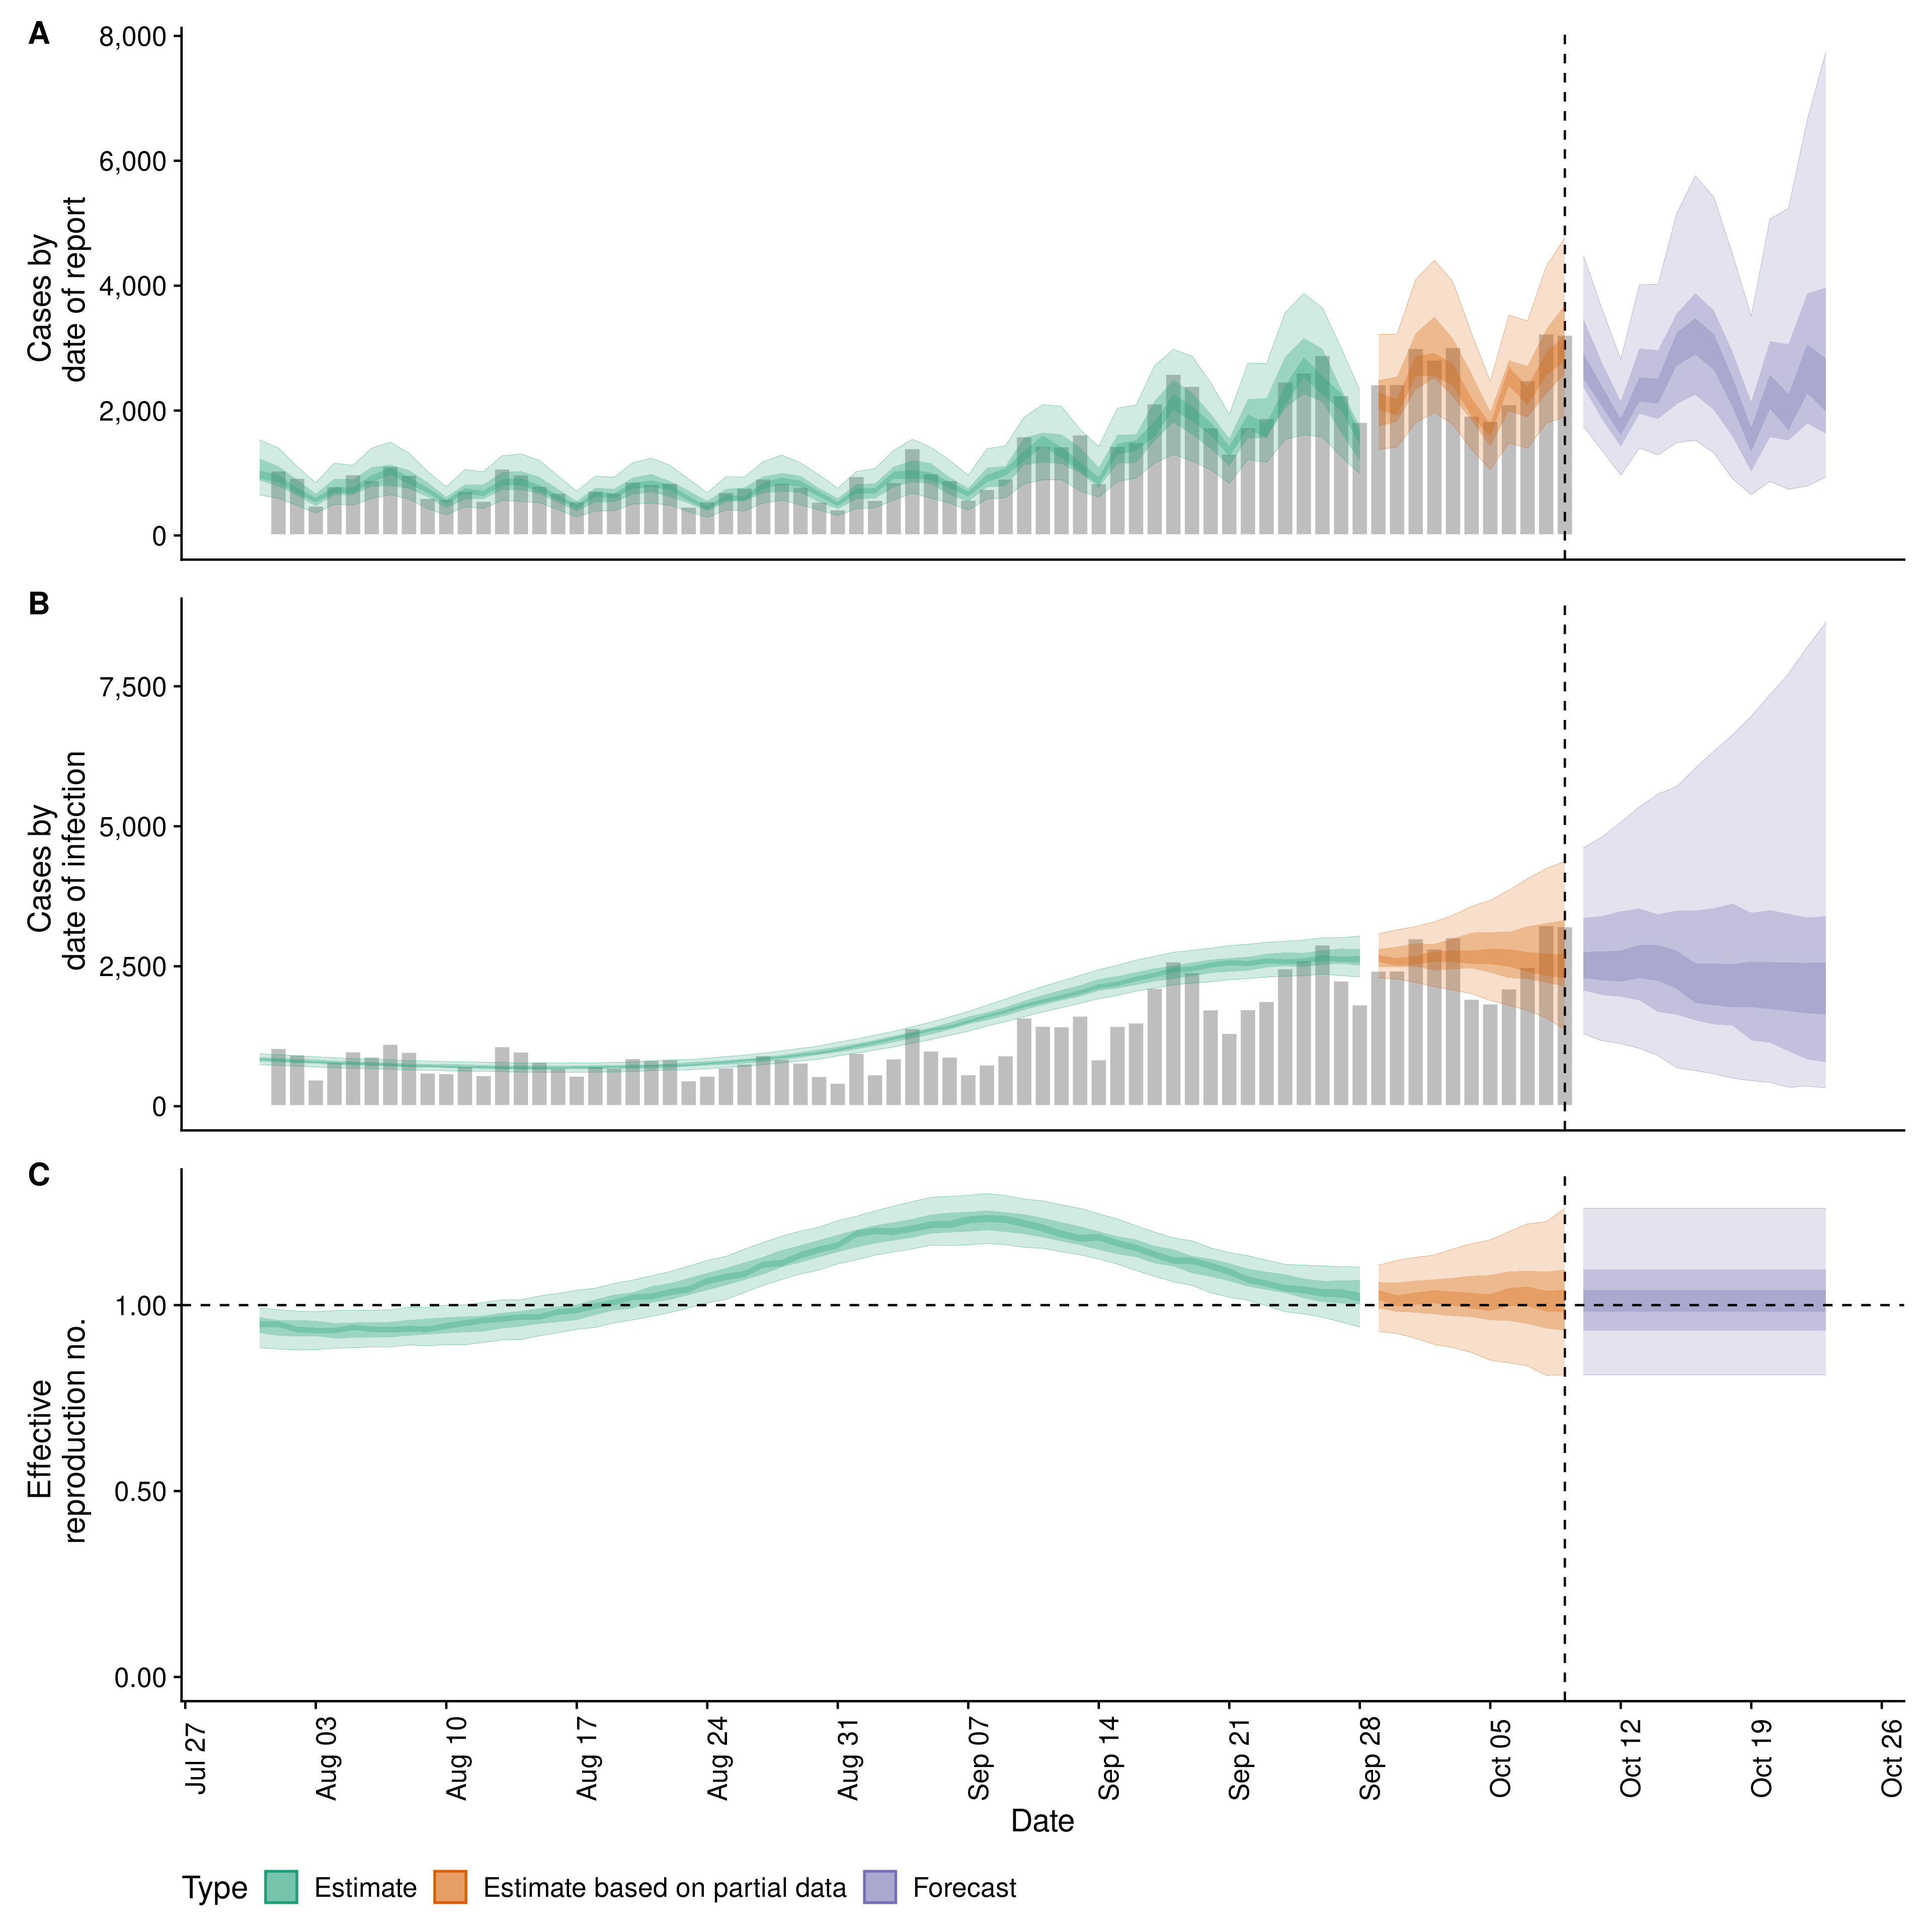 A
8,000
6,000
4,000
2,000
0
Cases by
date of report
B
7,500
5,000
2,500
0
Cases by
date of infection
C
1.00
0.50
0.00
Effective
reproduction no.
Jul 27
Aug 03
Aug 10
Aug 17
Aug 24
Aug 31
Sep 07
Sep 14
Sep 21
Sep 28
Oct 05
Oct 12
Oct 19
Oct 26
Date
Type Estimate Estimate based on partial data Forecast